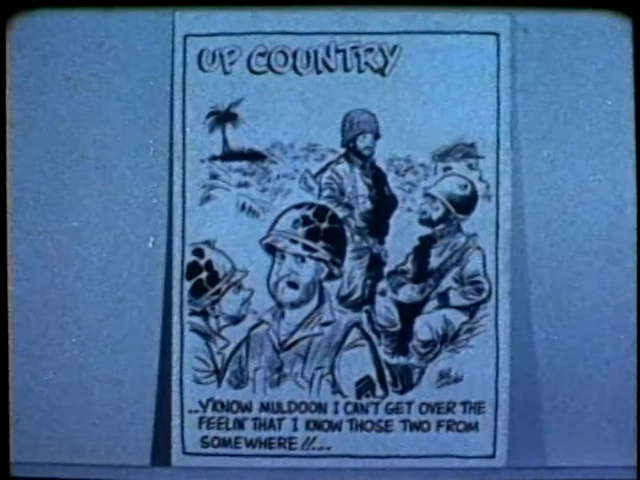 UP COUNTRY
..Y'KNOW MULDOON I CAN'T GET OVER THE
FEELIN' THAT I KNOW THOSE TWO FROM
SOMEWHERE!!...